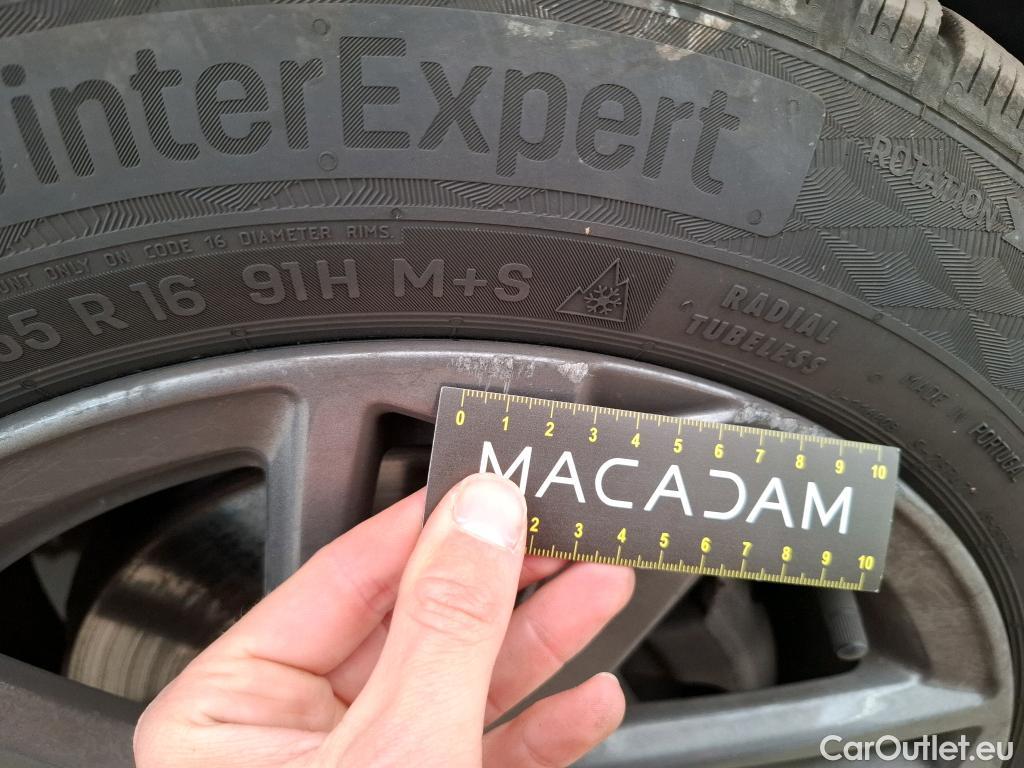 interExpert
ROTATION
UNT ONLY ON CODE 16 DIAMETER RIMS.
55 R 16 91H M+S
RADIAL
TUBELESS
MADE IN PORTUGAL
0 1 2 3 4 5 6 7 8 9 10
MACADAM
2 3 4 5 6 7 8 9 10
CarOutlet.eu